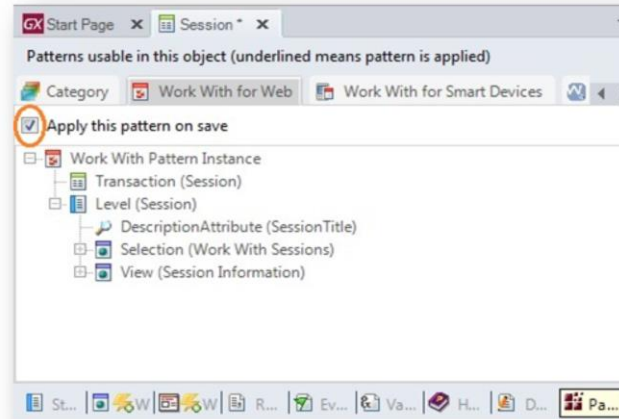 GX Start Page × Session * ×
Patterns usable in this object (underlined means pattern is applied)
Category Work With for Web Work With for Smart Devices
Apply this pattern on save
Work With Pattern Instance
Transaction (Session)
Level (Session)
DescriptionAttribute (SessionTitle)
Selection (Work With Sessions)
View (Session Information)
St... W W R... Ev... Va... H... D... Pa...